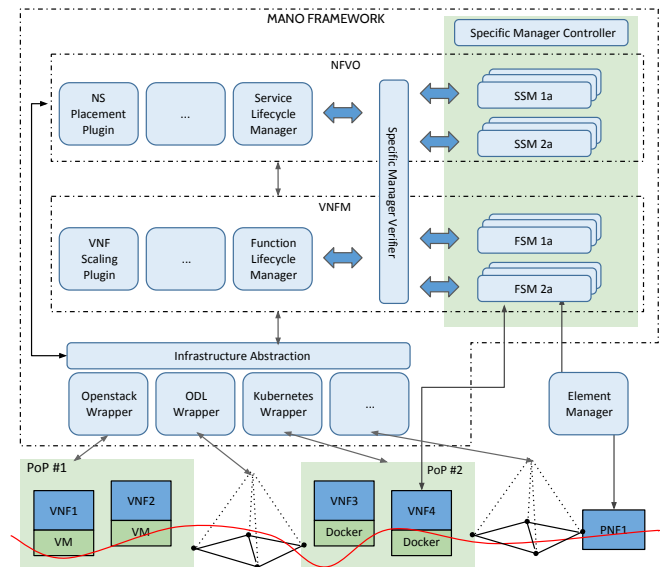 MANO FRAMEWORK
Specific Manager Controller
NFVO
NS
Placement
Plugin
...
Service
Lifecycle
Manager
Specific Manager Verifier
SSM 1a
SSM 2a
VNFM
VNF
Scaling
Plugin
...
Function
Lifecycle
Manager
FSM 1a
FSM 2a
Infrastructure Abstraction
Openstack
Wrapper
ODL
Wrapper
Kubernetes
Wrapper
...
Element
Manager
PoP #1
VNF1
VM
VNF2
VM
PoP #2
VNF3
Docker
VNF4
Docker
PNF1